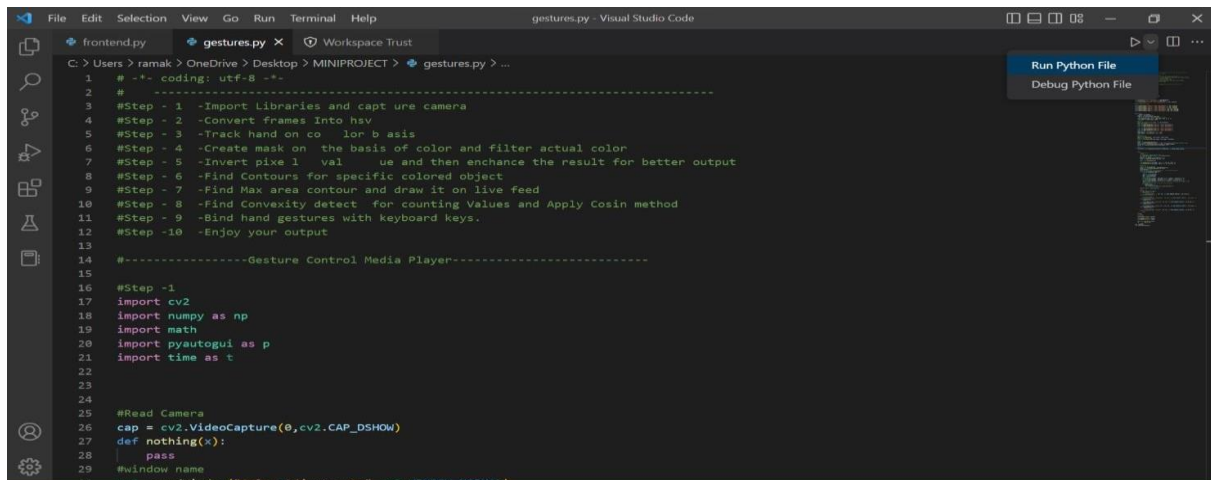 File Edit Selection View Go Run Terminal Help gestures.py - Visual Studio Code
frontend.py gestures.py Workspace Trust
C: > Users > ramak > OneDrive > Desktop > MINIPROJECT > gestures.py > ...
Run Python File
Debug Python File
1 # -*- coding: utf-8 -*-
2 # -----------------------------------------------------------------------------
3 #Step - 1 -Import Libraries and capt ure camera
4 #Step - 2 -Convert frames Into hsv
5 #Step - 3 -Track hand on co lor b asis
6 #Step - 4 -Create mask on the basis of color and filter actual color
7 #Step - 5 -Invert pixe l val ue and then enchance the result for better output
8 #Step - 6 -Find Contours for specific colored object
9 #Step - 7 -Find Max area contour and draw it on live feed
10 #Step - 8 -Find Convexity detect for counting Values and Apply Cosin method
11 #Step - 9 -Bind hand gestures with keyboard keys.
12 #Step -10 -Enjoy your output
13
14 #-----------------Gesture Control Media Player---------------------------
15
16 #Step -1
17 import cv2
18 import numpy as np
19 import math
20 import pyautogui as p
21 import time as t
22
23
24
25 #Read Camera
26 cap = cv2.VideoCapture(0,cv2.CAP_DSHOW)
27 def nothing(x):
28 pass
29 #window name